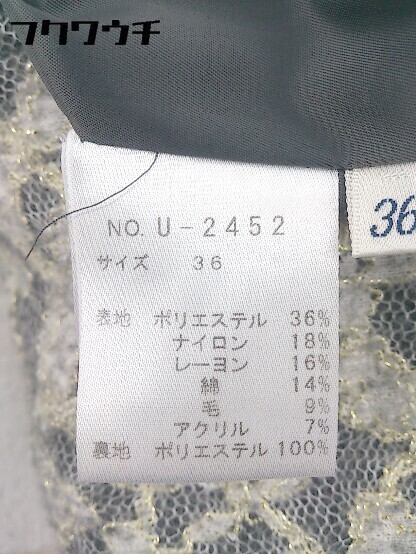 フクワウチ
NO. U-2452
サイズ 36
36
表地 ポリエステル 36%
ナイロン 18%
レーヨン 16%
綿 14%
毛 9%
アクリル 7%
裏地 ポリエステル 100%